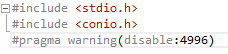 #include <stdio.h>
#include <conio.h>
#pragma warning(disable:4996)